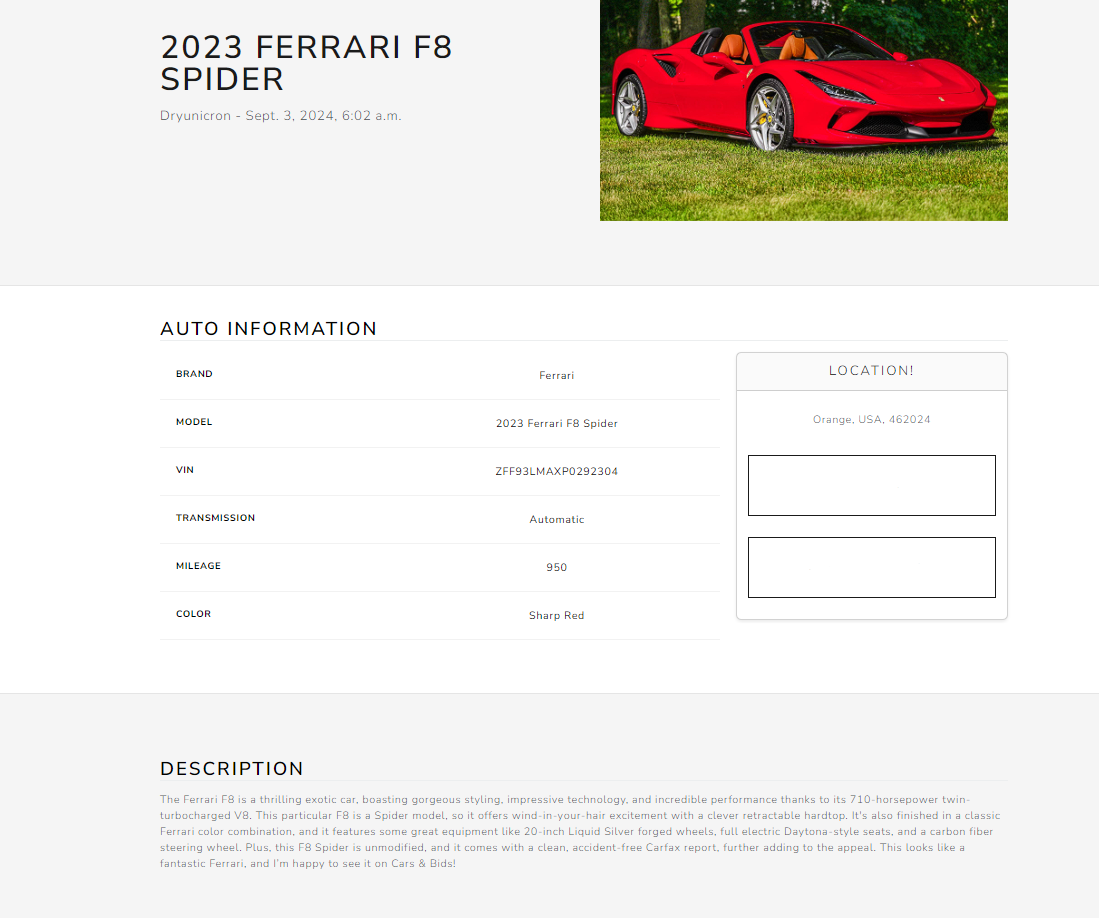 2023 FERRARI F8
SPIDER
Dryunicron - Sept. 3, 2024, 6:02 a.m.
AUTO INFORMATION
BRAND Ferrari
MODEL 2023 Ferrari F8 Spider
VIN ZFF93LMAXP0292304
TRANSMISSION Automatic
MILEAGE 950
COLOR Sharp Red
LOCATION!
Orange, USA, 462024
DESCRIPTION
The Ferrari F8 is a thrilling exotic car, boasting gorgeous styling, impressive technology, and incredible performance thanks to its 710-horsepower twin-
turbocharged V8. This particular F8 is a Spider model, so it offers wind-in-your-hair excitement with a clever retractable hardtop. It's also finished in a classic
Ferrari color combination, and it features some great equipment like 20-inch Liquid Silver forged wheels, full electric Daytona-style seats, and a carbon fiber
steering wheel. Plus, this F8 Spider is unmodified, and it comes with a clean, accident-free Carfax report, further adding to the appeal. This looks like a
fantastic Ferrari, and I'm happy to see it on Cars & Bids!